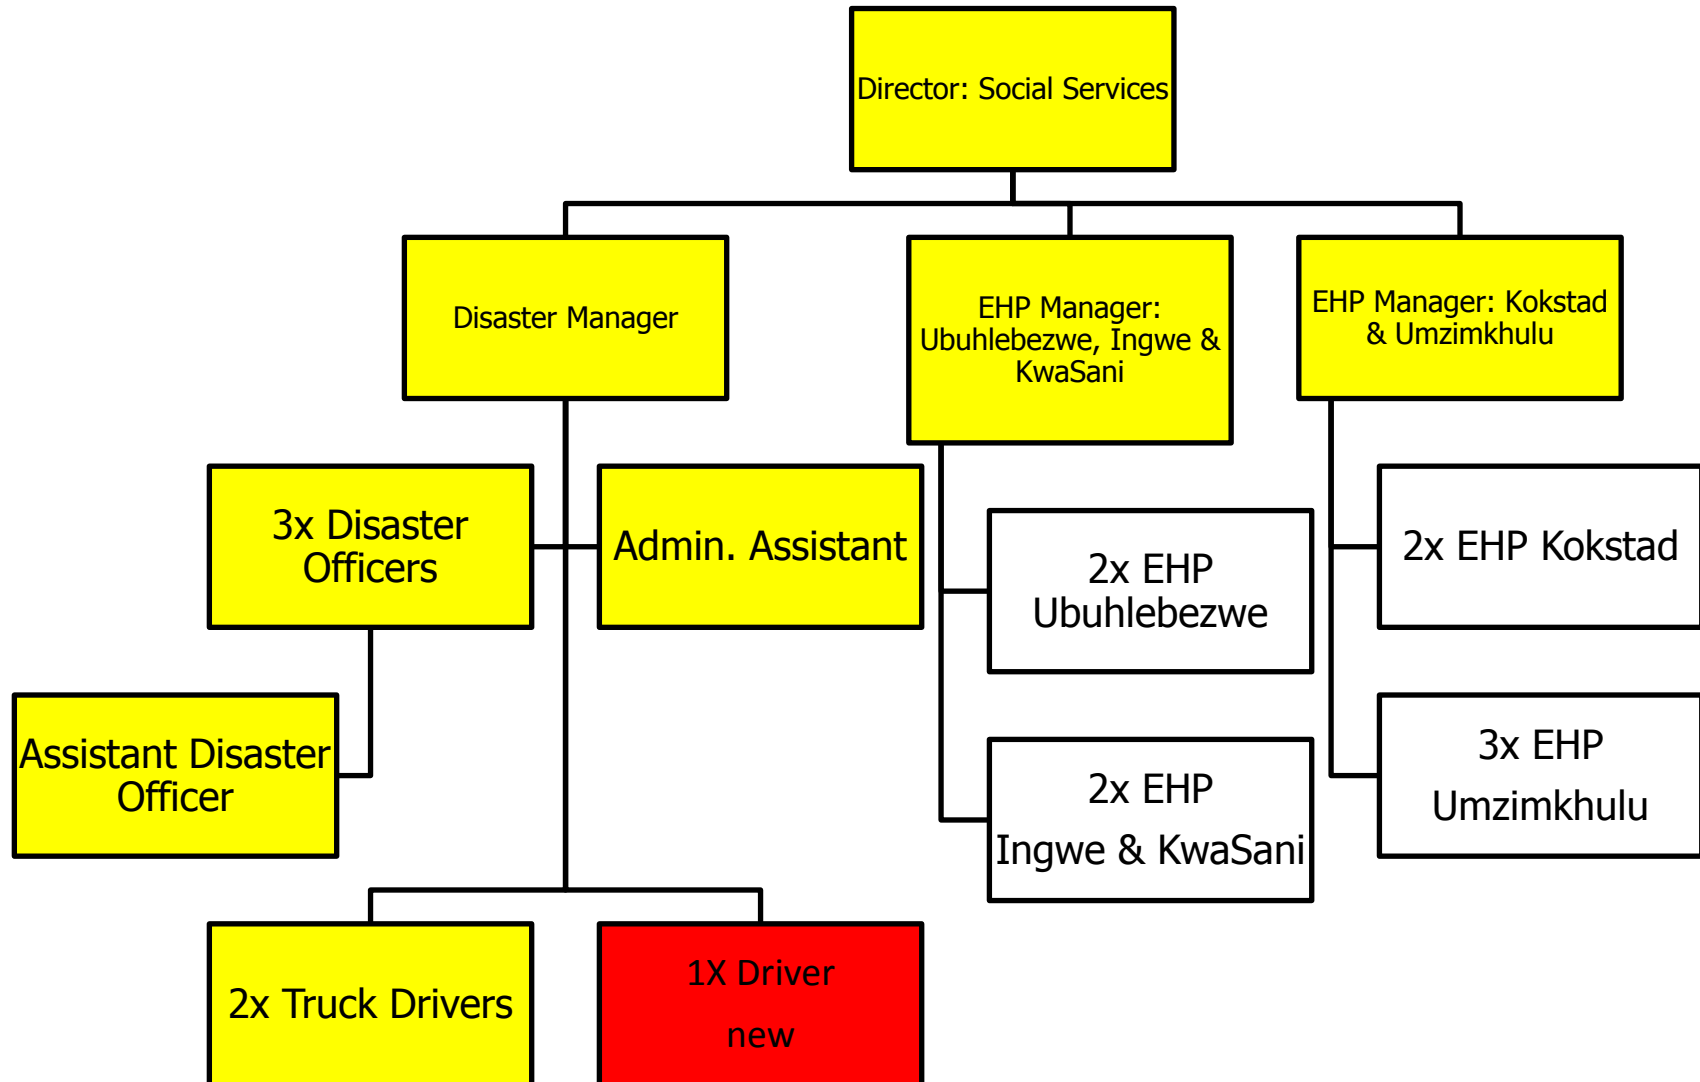 Director: Social Services
Disaster Manager
EHP Manager:
Ubuhlebezwe, Ingwe &
KwaSani
EHP Manager: Kokstad
& Umzimkhulu
3x Disaster
Officers
Admin. Assistant
2x EHP
Ubuhlebezwe
2x EHP Kokstad
Assistant Disaster
Officer
2x EHP
Ingwe & KwaSani
3x EHP
Umzimkhulu
2x Truck Drivers
1X Driver
new